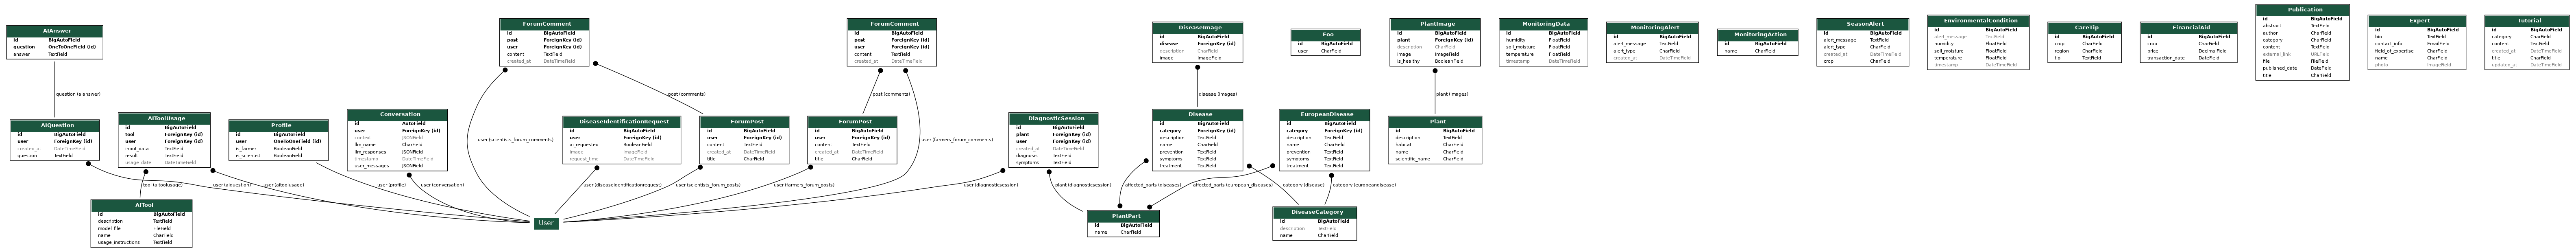 AIAnswer
id BigAutoField
question OneToOneField (id)
answer TextField
ForumComment
id BigAutoField
post ForeignKey (id)
user ForeignKey (id)
content TextField
created_at DateTimeField
ForumComment
id BigAutoField
post ForeignKey (id)
user ForeignKey (id)
content TextField
created_at DateTimeField
DiseaseImage
id BigAutoField
disease ForeignKey (id)
description CharField
image ImageField
Foo
id BigAutoField
user CharField
PlantImage
id BigAutoField
plant ForeignKey (id)
description CharField
image ImageField
is_healthy BooleanField
MonitoringData
id BigAutoField
humidity FloatField
soil_moisture FloatField
temperature FloatField
timestamp DateTimeField
MonitoringAlert
id BigAutoField
alert_message TextField
alert_type CharField
created_at DateTimeField
MonitoringAction
id BigAutoField
name CharField
SeasonAlert
id BigAutoField
alert_message TextField
alert_type CharField
created_at DateTimeField
crop CharField
EnvironmentalCondition
id BigAutoField
alert_message TextField
humidity FloatField
soil_moisture FloatField
temperature FloatField
timestamp DateTimeField
CareTip
id BigAutoField
crop CharField
region CharField
tip TextField
FinancialAid
id BigAutoField
crop CharField
price DecimalField
transaction_date DateField
Publication
id BigAutoField
abstract TextField
author CharField
category CharField
content TextField
external_link URLField
file FileField
published_date DateField
title CharField
Expert
id BigAutoField
bio TextField
contact_info EmailField
field_of_expertise CharField
name CharField
photo ImageField
Tutorial
id BigAutoField
category CharField
content TextField
created_at DateTimeField
title CharField
updated_at DateTimeField
question (aianswer)
post (comments)
post (comments)
disease (images)
plant (images)
user (scientists_forum_comments)
user (farmers_forum_comments)
AIQuestion
id BigAutoField
user ForeignKey (id)
created_at DateTimeField
question TextField
AIToolUsage
id BigAutoField
tool ForeignKey (id)
user ForeignKey (id)
input_data TextField
result TextField
usage_date DateTimeField
Profile
id BigAutoField
user OneToOneField (id)
is_farmer BooleanField
is_scientist BooleanField
Conversation
id AutoField
user ForeignKey (id)
context JSONField
llm_name CharField
llm_responses JSONField
timestamp DateTimeField
user_messages JSONField
DiseaseIdentificationRequest
id BigAutoField
user ForeignKey (id)
ai_requested BooleanField
image ImageField
request_time DateTimeField
ForumPost
id BigAutoField
user ForeignKey (id)
content TextField
created_at DateTimeField
title CharField
ForumPost
id BigAutoField
user ForeignKey (id)
content TextField
created_at DateTimeField
title CharField
DiagnosticSession
id BigAutoField
plant ForeignKey (id)
user ForeignKey (id)
created_at DateTimeField
diagnosis TextField
symptoms TextField
Disease
id BigAutoField
category ForeignKey (id)
description TextField
name CharField
prevention TextField
symptoms TextField
treatment TextField
EuropeanDisease
id BigAutoField
category ForeignKey (id)
description TextField
name CharField
prevention TextField
symptoms TextField
treatment TextField
Plant
id BigAutoField
description TextField
habitat CharField
name CharField
scientific_name CharField
tool (aitoolusage)
user (aiquestion)
user (aitoolusage)
user (profile)
user (conversation)
user (diseaseidentificationrequest)
user (scientists_forum_posts)
user (farmers_forum_posts)
user (diagnosticsession)
plant (diagnosticsession)
affected_parts (diseases)
affected_parts (european_diseases)
category (disease)
category (europeandisease)
AITool
id BigAutoField
description TextField
model_file FileField
name CharField
usage_instructions TextField
User
PlantPart
id BigAutoField
name CharField
DiseaseCategory
id BigAutoField
description TextField
name CharField